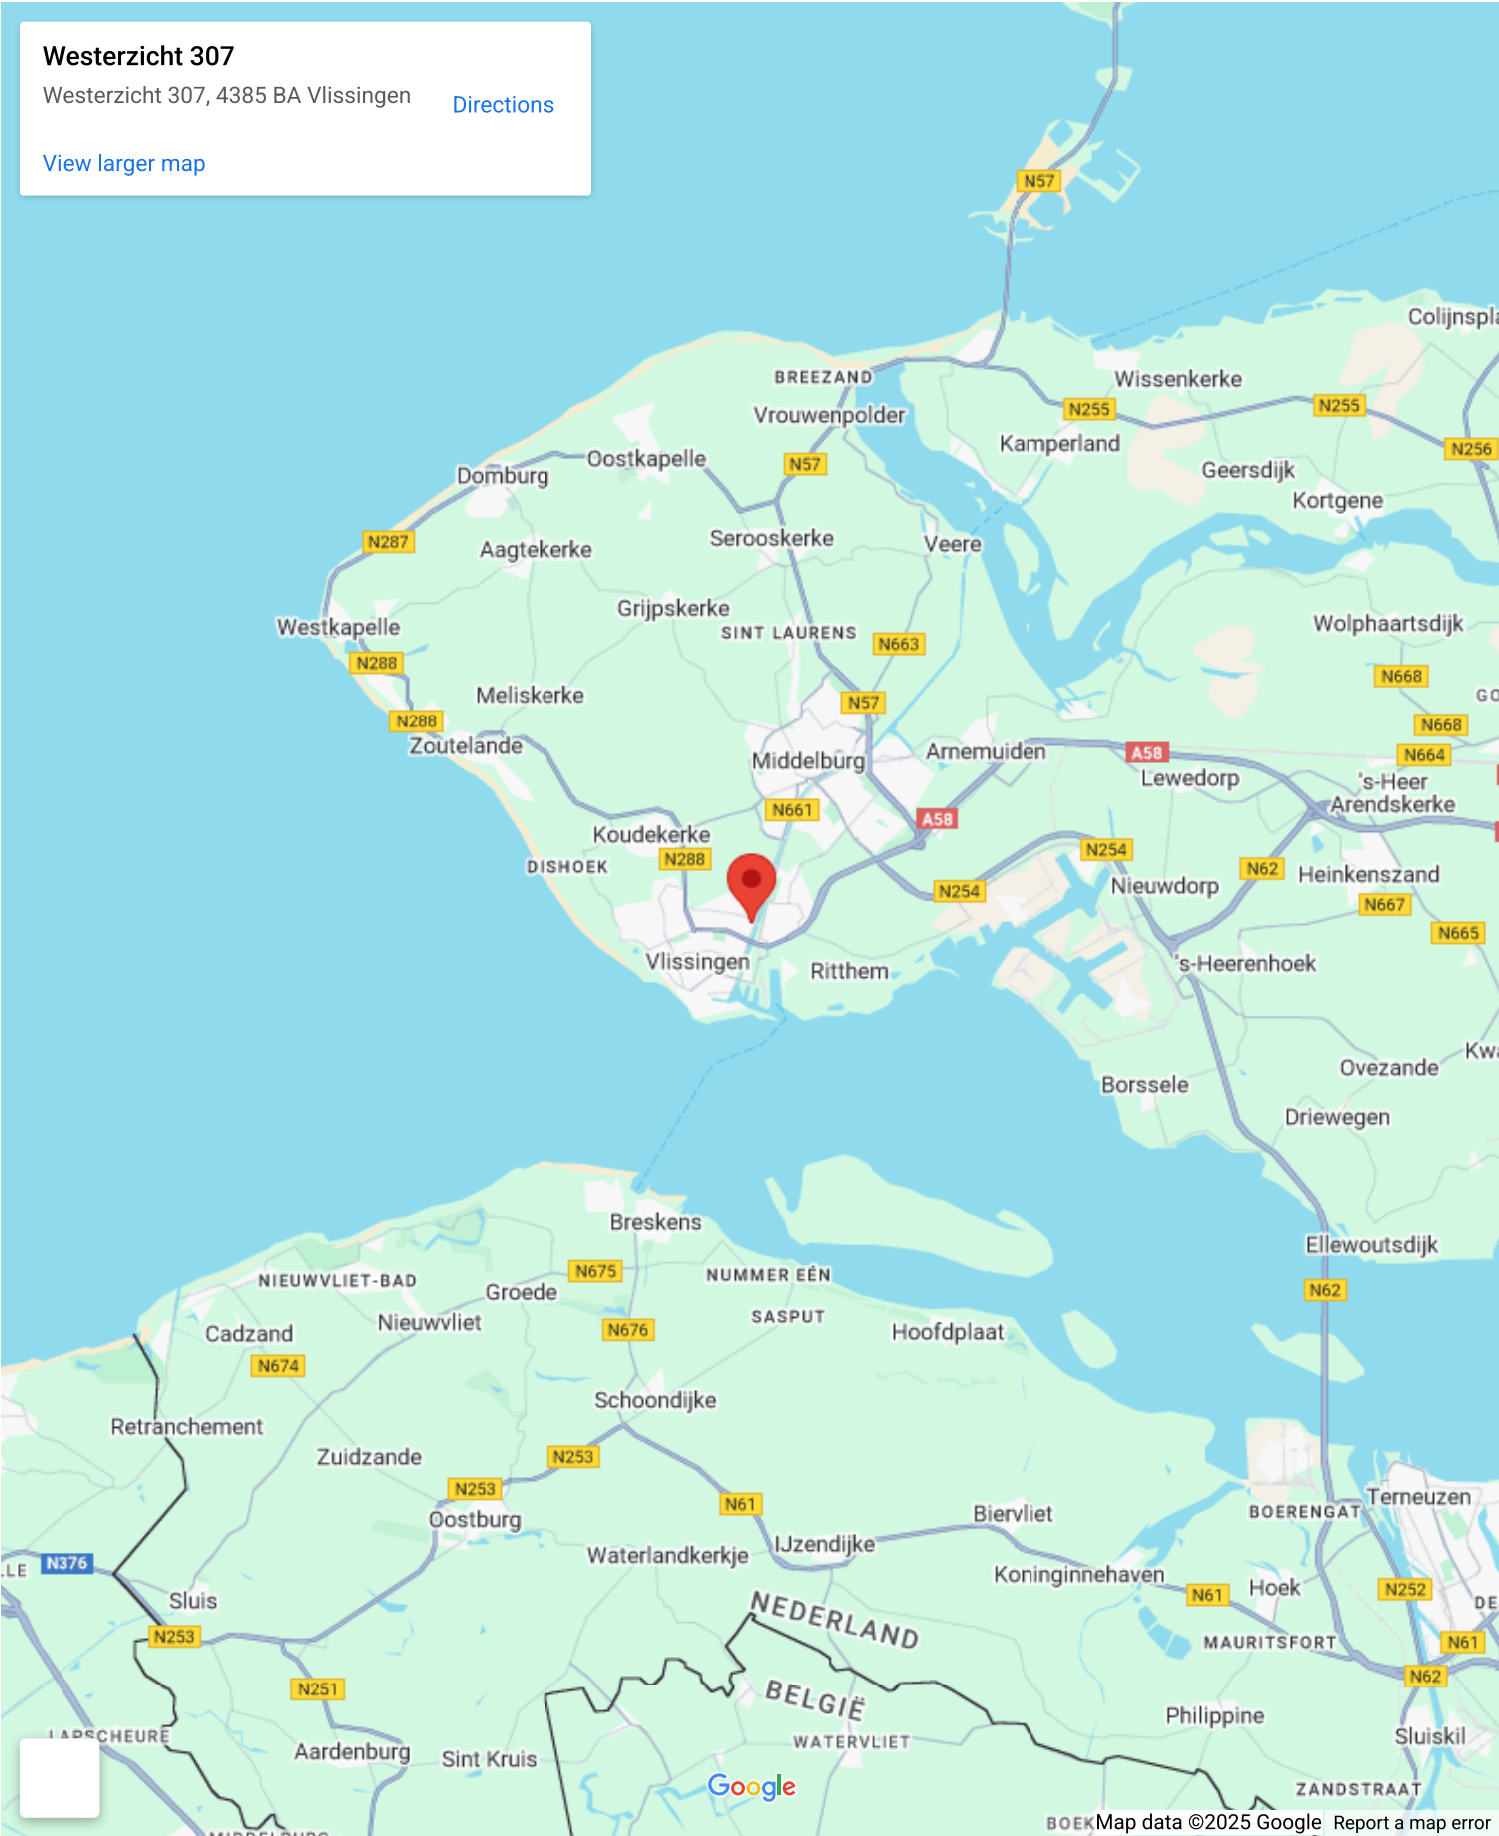 Westerzicht 307
Westerzicht 307, 4385 BA Vlissingen
Directions
View larger map
N57
Colijnspla
BREEZAND
Wissenkerke
Vrouwenpolder
N255
N255
Kamperland
N256
Oostkapelle
N57
Geersdijk
Domburg
Kortgene
N287
Serooskerke
Veere
Aagtekerke
Grijpskerke
Westkapelle
SINT LAURENS
Wolphaartsdijk
N663
N288
N668
Meliskerke
GO
N57
N288
N668
Zoutelande
Middelburg
Arnemuiden
A58
N664
Lewedorp
's-Heer
Arendskerke
N661
A58
Koudekerke
N254
DISHOEK
N288
N62
Heinkenszand
Nieuwdorp
N254
N667
N665
Vlissingen
Ritthem
's-Heerenhoek
Kwa
Ovezande
Borssele
Driewegen
Breskens
Ellewoutsdijk
NIEUWVLIET-BAD
N675
NUMMER EÉN
Groede
N62
SASPUT
Nieuwvliet
Cadzand
N676
Hoofdplaat
N674
Schoondijke
Retranchement
Zuidzande
N253
N253
N61
Terneuzen
Oostburg
Biervliet
BOERENGAT
IJzendijke
Waterlandkerkje
N376
LLE
Koninginnehaven
Hoek
N252
N61
Sluis
DE
NEDERLAND
N253
MAURITSFORT
N61
N62
N251
BELGIË
Philippine
LAPSCHEURE
WATERVLIET
Sluiskil
Aardenburg
Sint Kruis
Google
ZANDSTRAAT
BOEK
Map data ©2025 Google
Report a map error